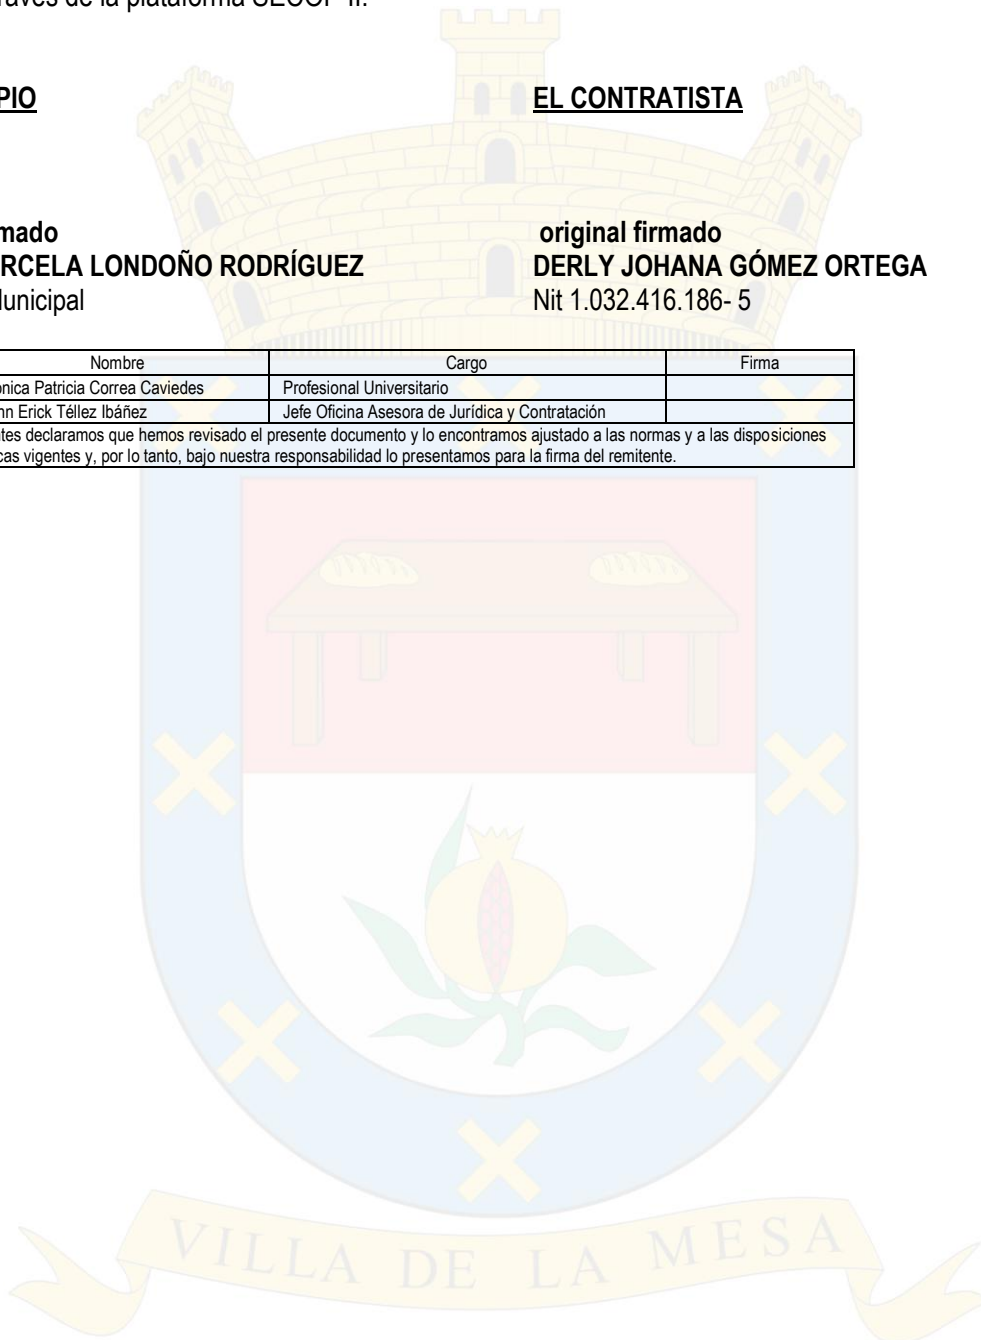 ravés de la plataforma SECOP II.
PIO
EL CONTRATISTA
mado
original firmado
RCELA LONDOÑO RODRÍGUEZ
DERLY JOHANA GÓMEZ ORTEGA
unicipal
Nit 1.032.416.186- 5
Nombre Cargo Firma
nica Patricia Correa Caviedes Profesional Universitario
nn Erick Téllez Ibáñez Jefe Oficina Asesora de Jurídica y Contratación
tes declaramos que hemos revisado el presente documento y lo encontramos ajustado a las normas y a las disposiciones
cas vigentes y, por lo tanto, bajo nuestra responsabilidad lo presentamos para la firma del remitente.
VILLA DE LA MESA